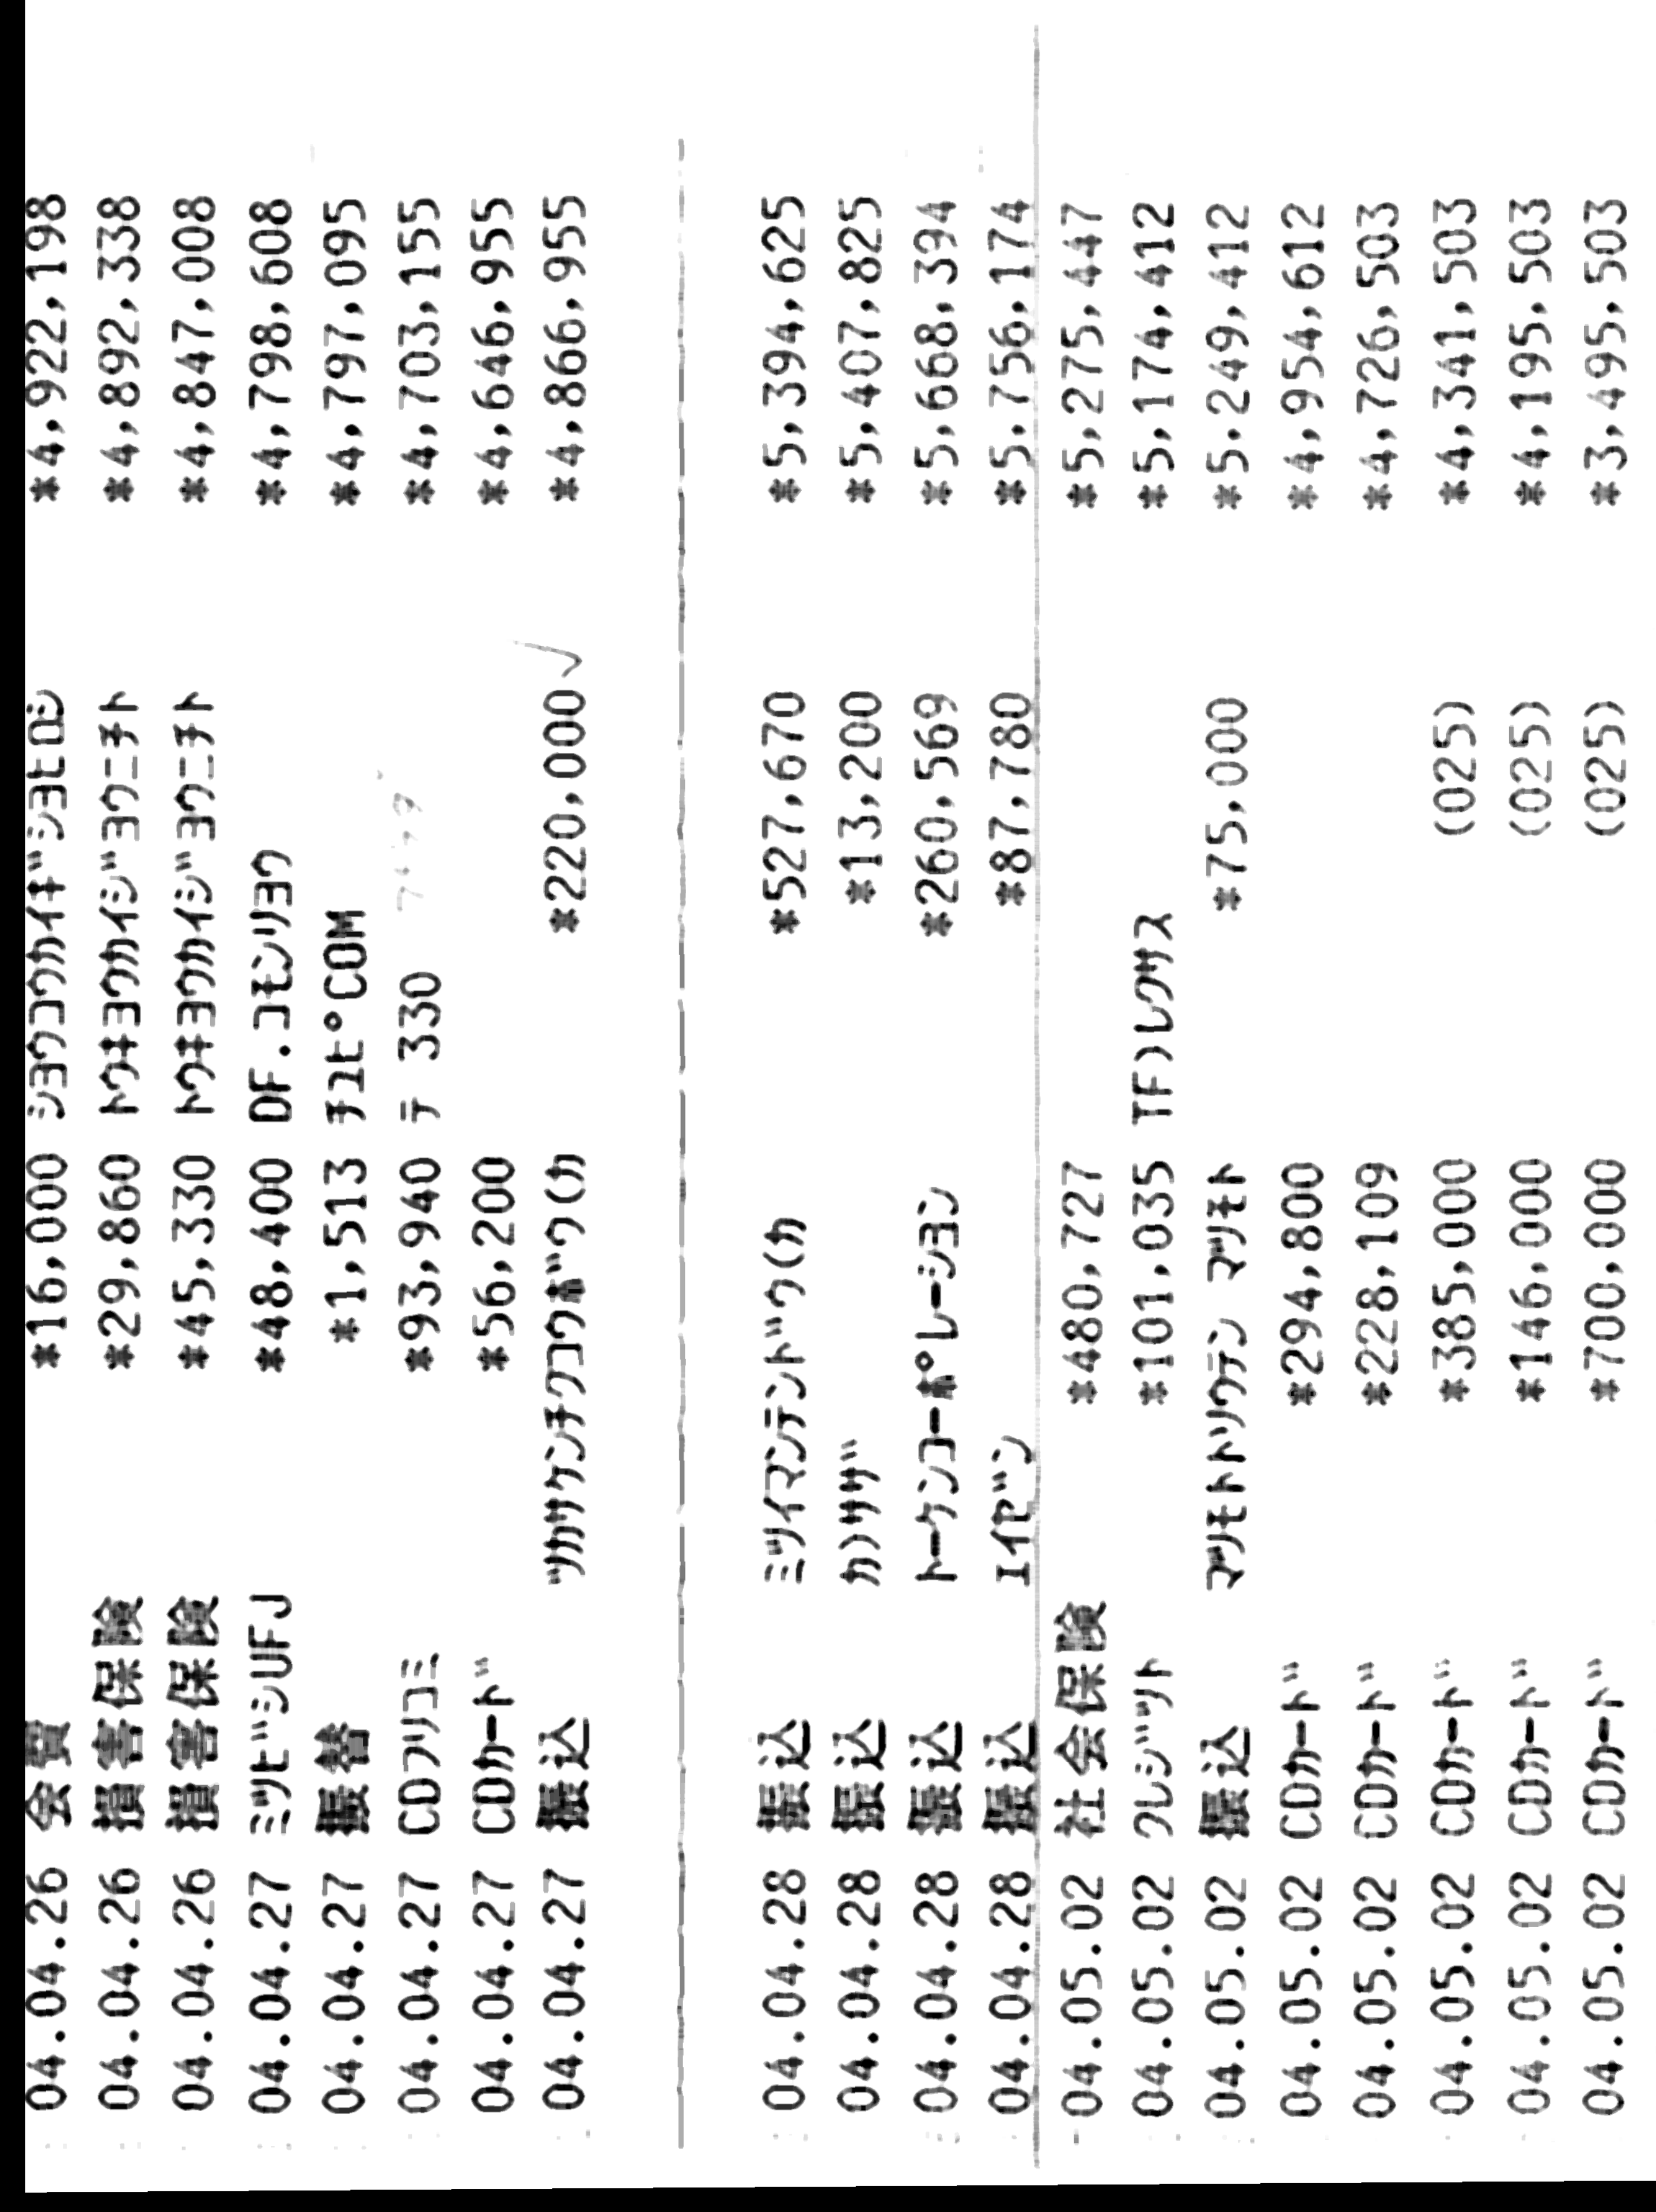 04.04.26 会費 *16,000 ショウコウカイギショヒロシ *4,922,198
04.04.26 損害保険 *29,860 トウキヨウカイジヨウニチト *4,892,338
04.04.26 損害保険 *45,330 トウキヨウカイジヨウニチト *4,847,008
04.04.27 ミツビシUFJ *48,400 DF.コモンリヨウ *4,798,608
04.04.27 振替 *1,513 チユピCOM *4,797,095
04.04.27 CDフリコミ *93,940 テ 330 *4,703,155
04.04.27 CDカード *56,200 *4,646,955
04.04.27 振込 ツカサケンチクコウボウ(カ *220,000✓ *4,866,955
04.04.28 振込 ミツイマンテンドウ(カ *527,670 *5,394,625
04.04.28 振込 カ)ササゲ *13,200 *5,407,825
04.04.28 振込 トーケンコーポレーシヨン *260,569 *5,668,394
04.04.28 振込 *87,780 *5,756,174
04.05.02 社会保険 *480,727 *5,275,447
04.05.02 クレジツト *101,035 TF)レクサス *5,174,412
04.05.02 振込 マツモトトソウテン マツモト *75,000 *5,249,412
04.05.02 CDカード *294,800 *4,954,612
04.05.02 CDカード *228,109 *4,726,503
04.05.02 CDカード *385,000 (025) *4,341,503
04.05.02 CDカード *146,000 (025) *4,195,503
04.05.02 CDカード *700,000 (025) *3,495,503